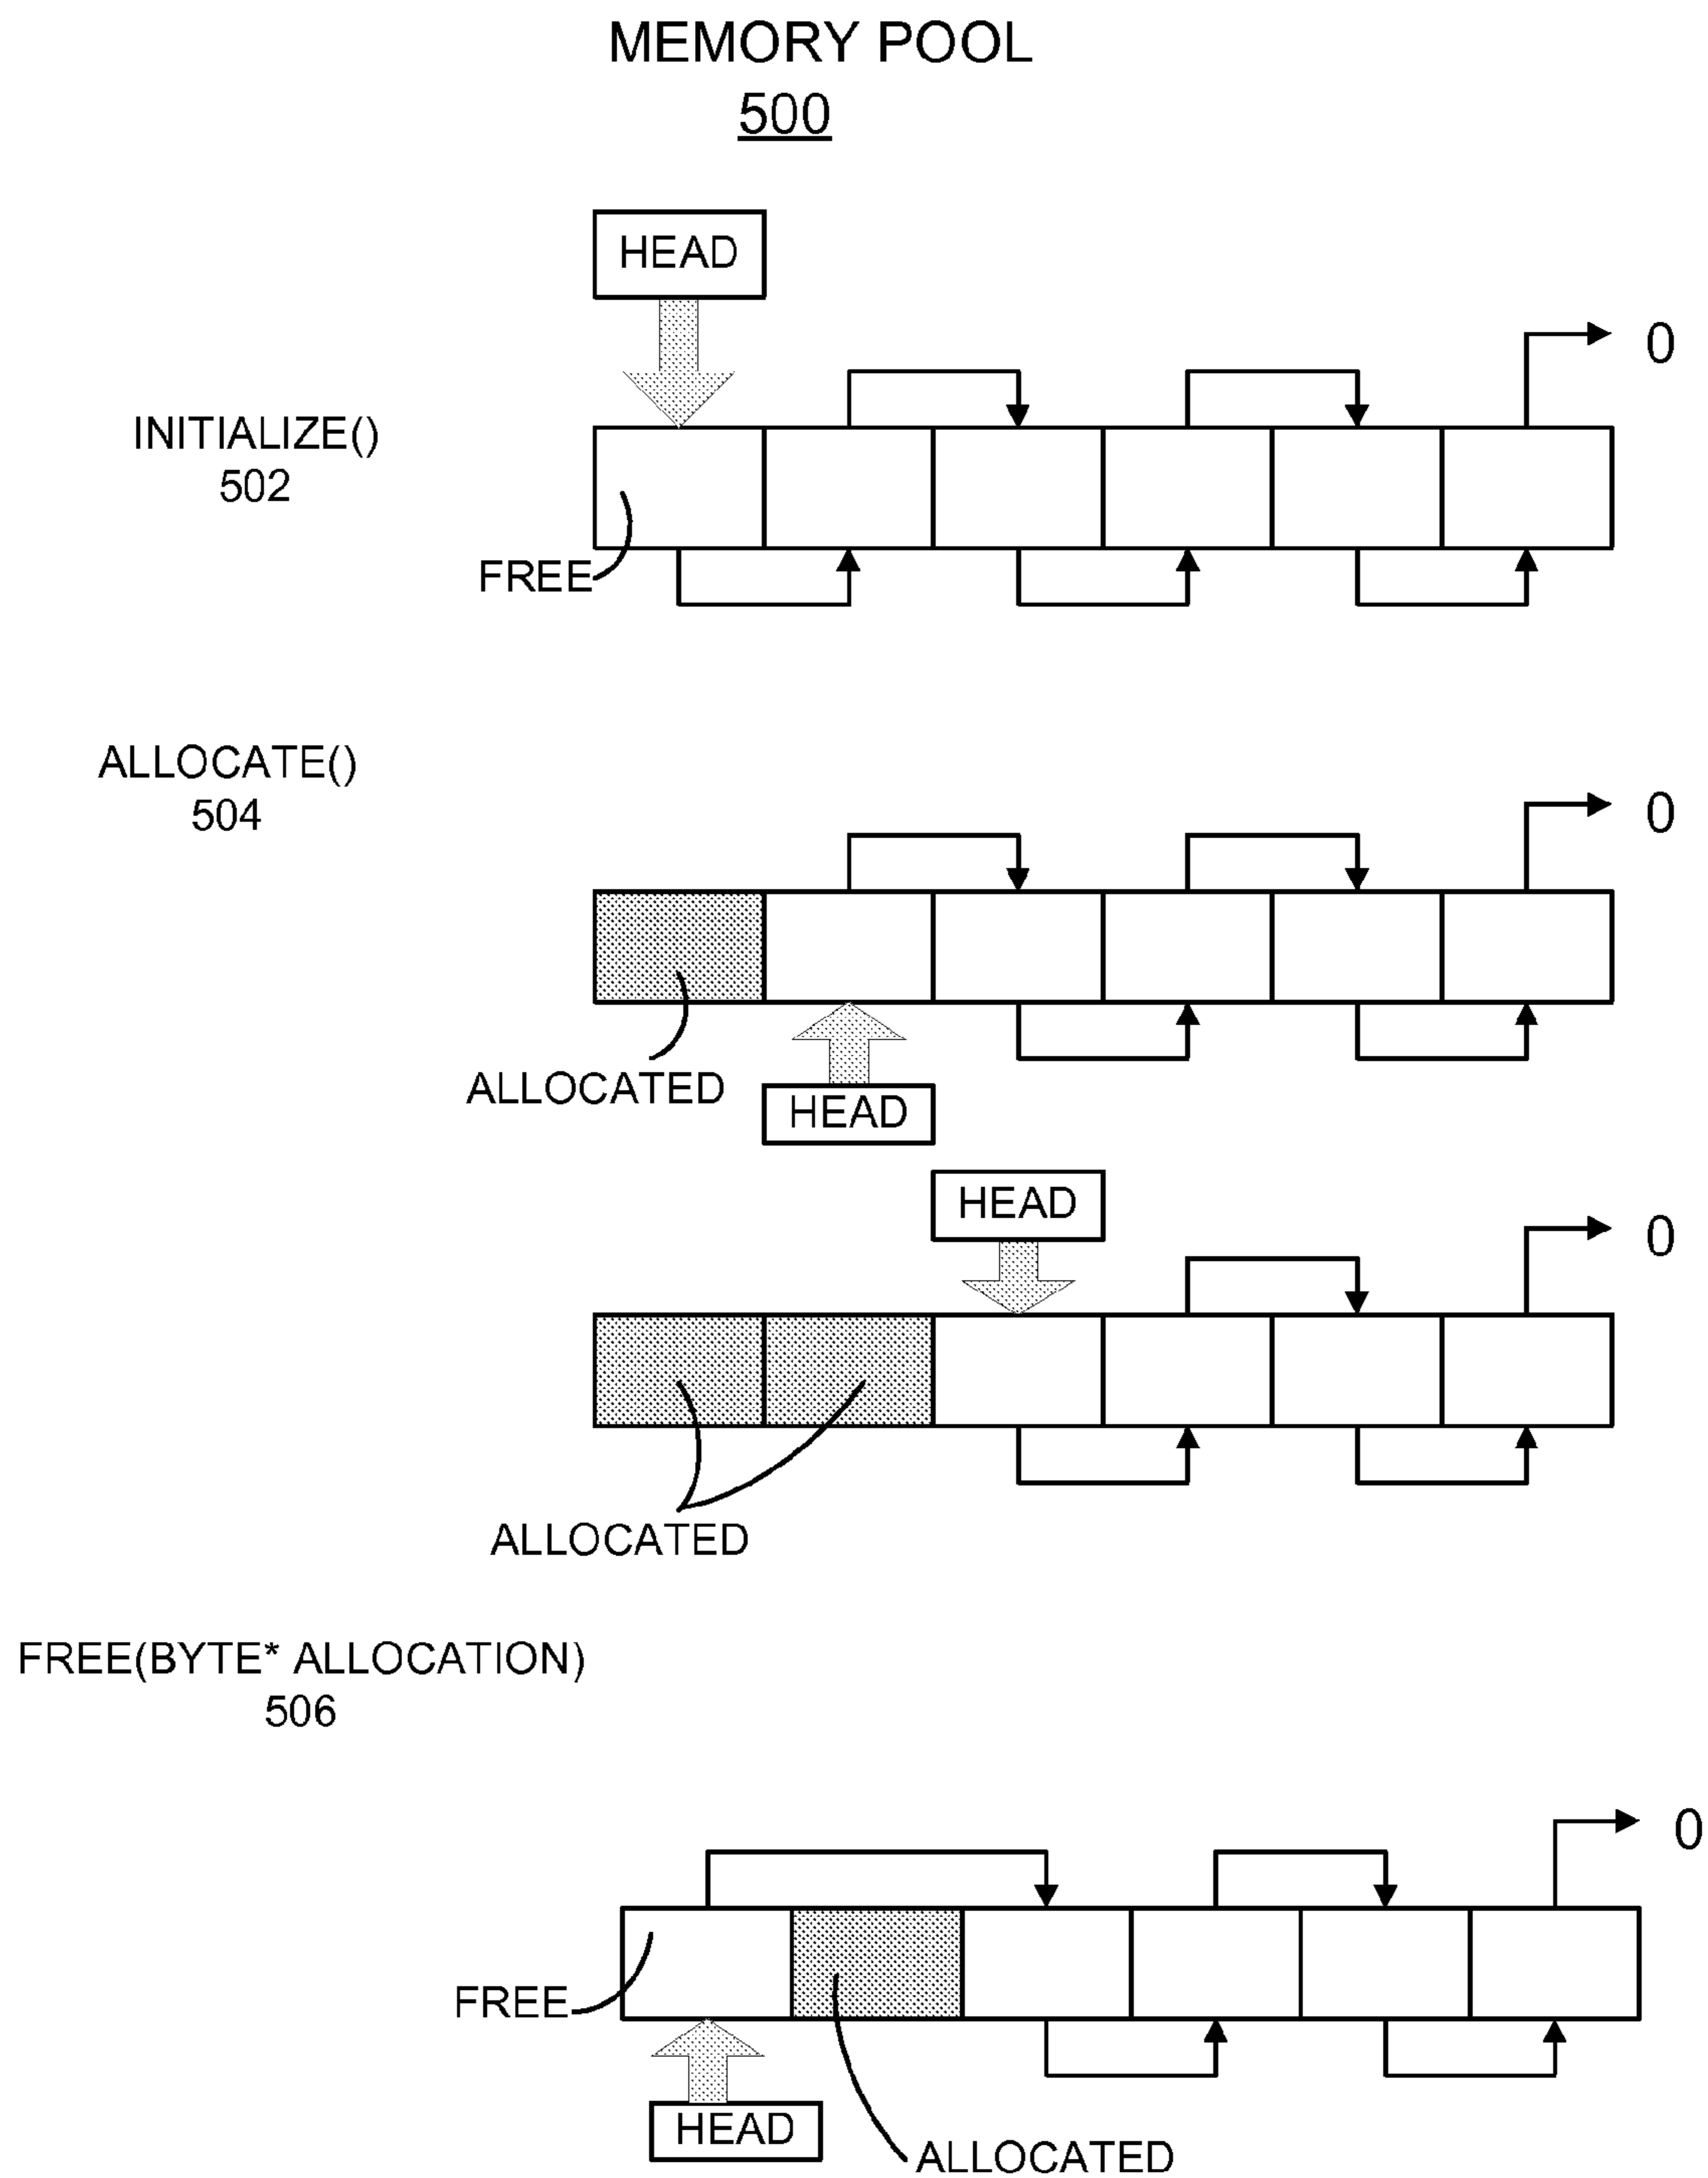 MEMORY POOL
500
HEAD
0
INITIALIZE()
502
FREE
ALLOCATE()
504
0
ALLOCATED
HEAD
HEAD
0
ALLOCATED
FREE(BYTE* ALLOCATION)
506
0
FREE
HEAD
ALLOCATED